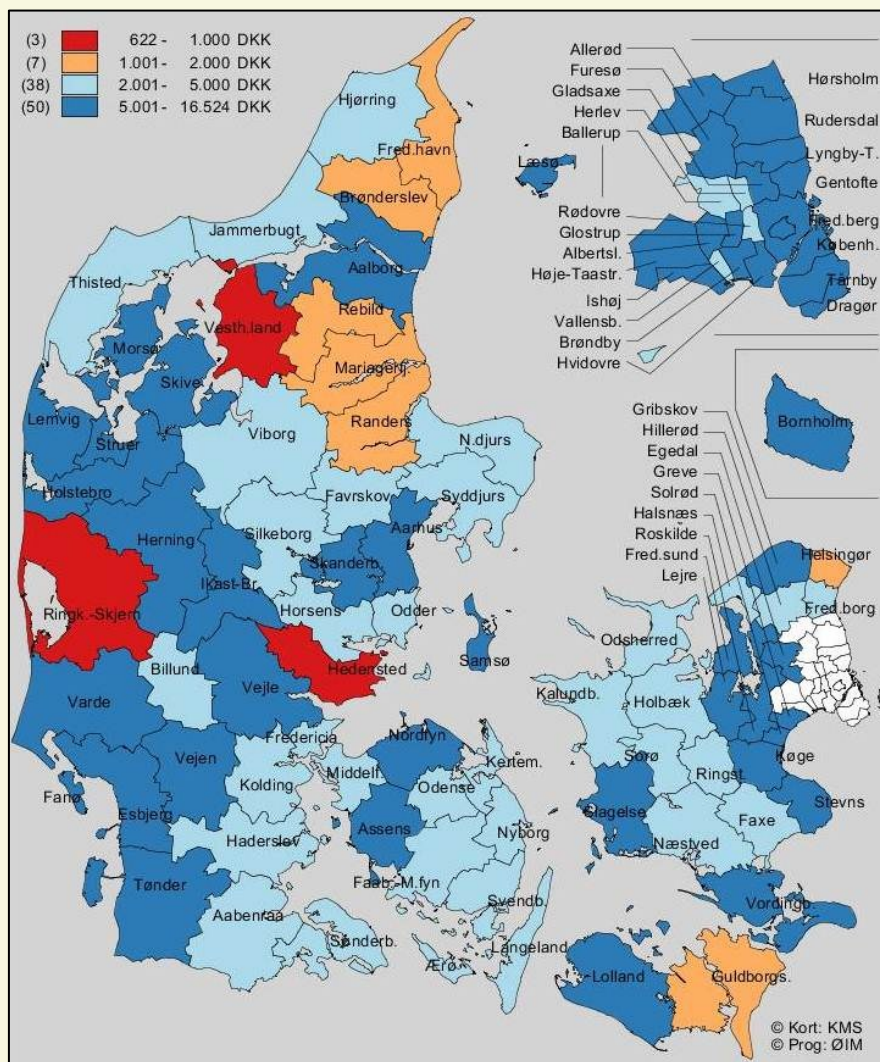 (3) 622 - 1.000 DKK
(7) 1.001 - 2.000 DKK
(38) 2.001 - 5.000 DKK
(50) 5.001 - 16.524 DKK
Hjørring
Fred.havn
Brønderslev
Læsø
Jammerbugt
Aalborg
Thisted
Vesth.land
Rebild
Morsø
Skive
Mariagerfj.
Lemvig
Struer
Viborg
Randers
N.djurs
Holstebro
Favrskov
Syddjurs
Herning
Silkeborg
Aarhus
Skanderb.
Ikast-Br.
Ringk.-Skjern
Horsens
Odder
Samsø
Hedensted
Billund
Vejle
Varde
Fredericia
Nordfyn
Vejen
Middelf.
Kertem.
Kolding
Odense
Fanø
Esbjerg
Assens
Nyborg
Haderslev
Tønder
Faab.-M.fyn
Svendb.
Aabenraa
Sønderb.
Ærø
Langeland
Allerød
Furesø
Gladsaxe
Herlev
Ballerup
Rødovre
Glostrup
Albertsl.
Høje-Taastr.
Ishøj
Vallensb.
Brøndby
Hvidovre
Hørsholm
Rudersdal
Lyngby-T.
Gentofte
Fred.berg
Københ.
Tårnby
Dragør
Bornholm
Gribskov
Hillerød
Egedal
Greve
Solrød
Halsnæs
Roskilde
Fred.sund
Lejre
Helsingør
Fred.borg
Odsherred
Kalundb.
Holbæk
Sorø
Ringst.
Køge
Slagelse
Stevns
Faxe
Næstved
Vordingb.
Lolland
Guldborgs.
© Kort: KMS
© Prog: ØIM